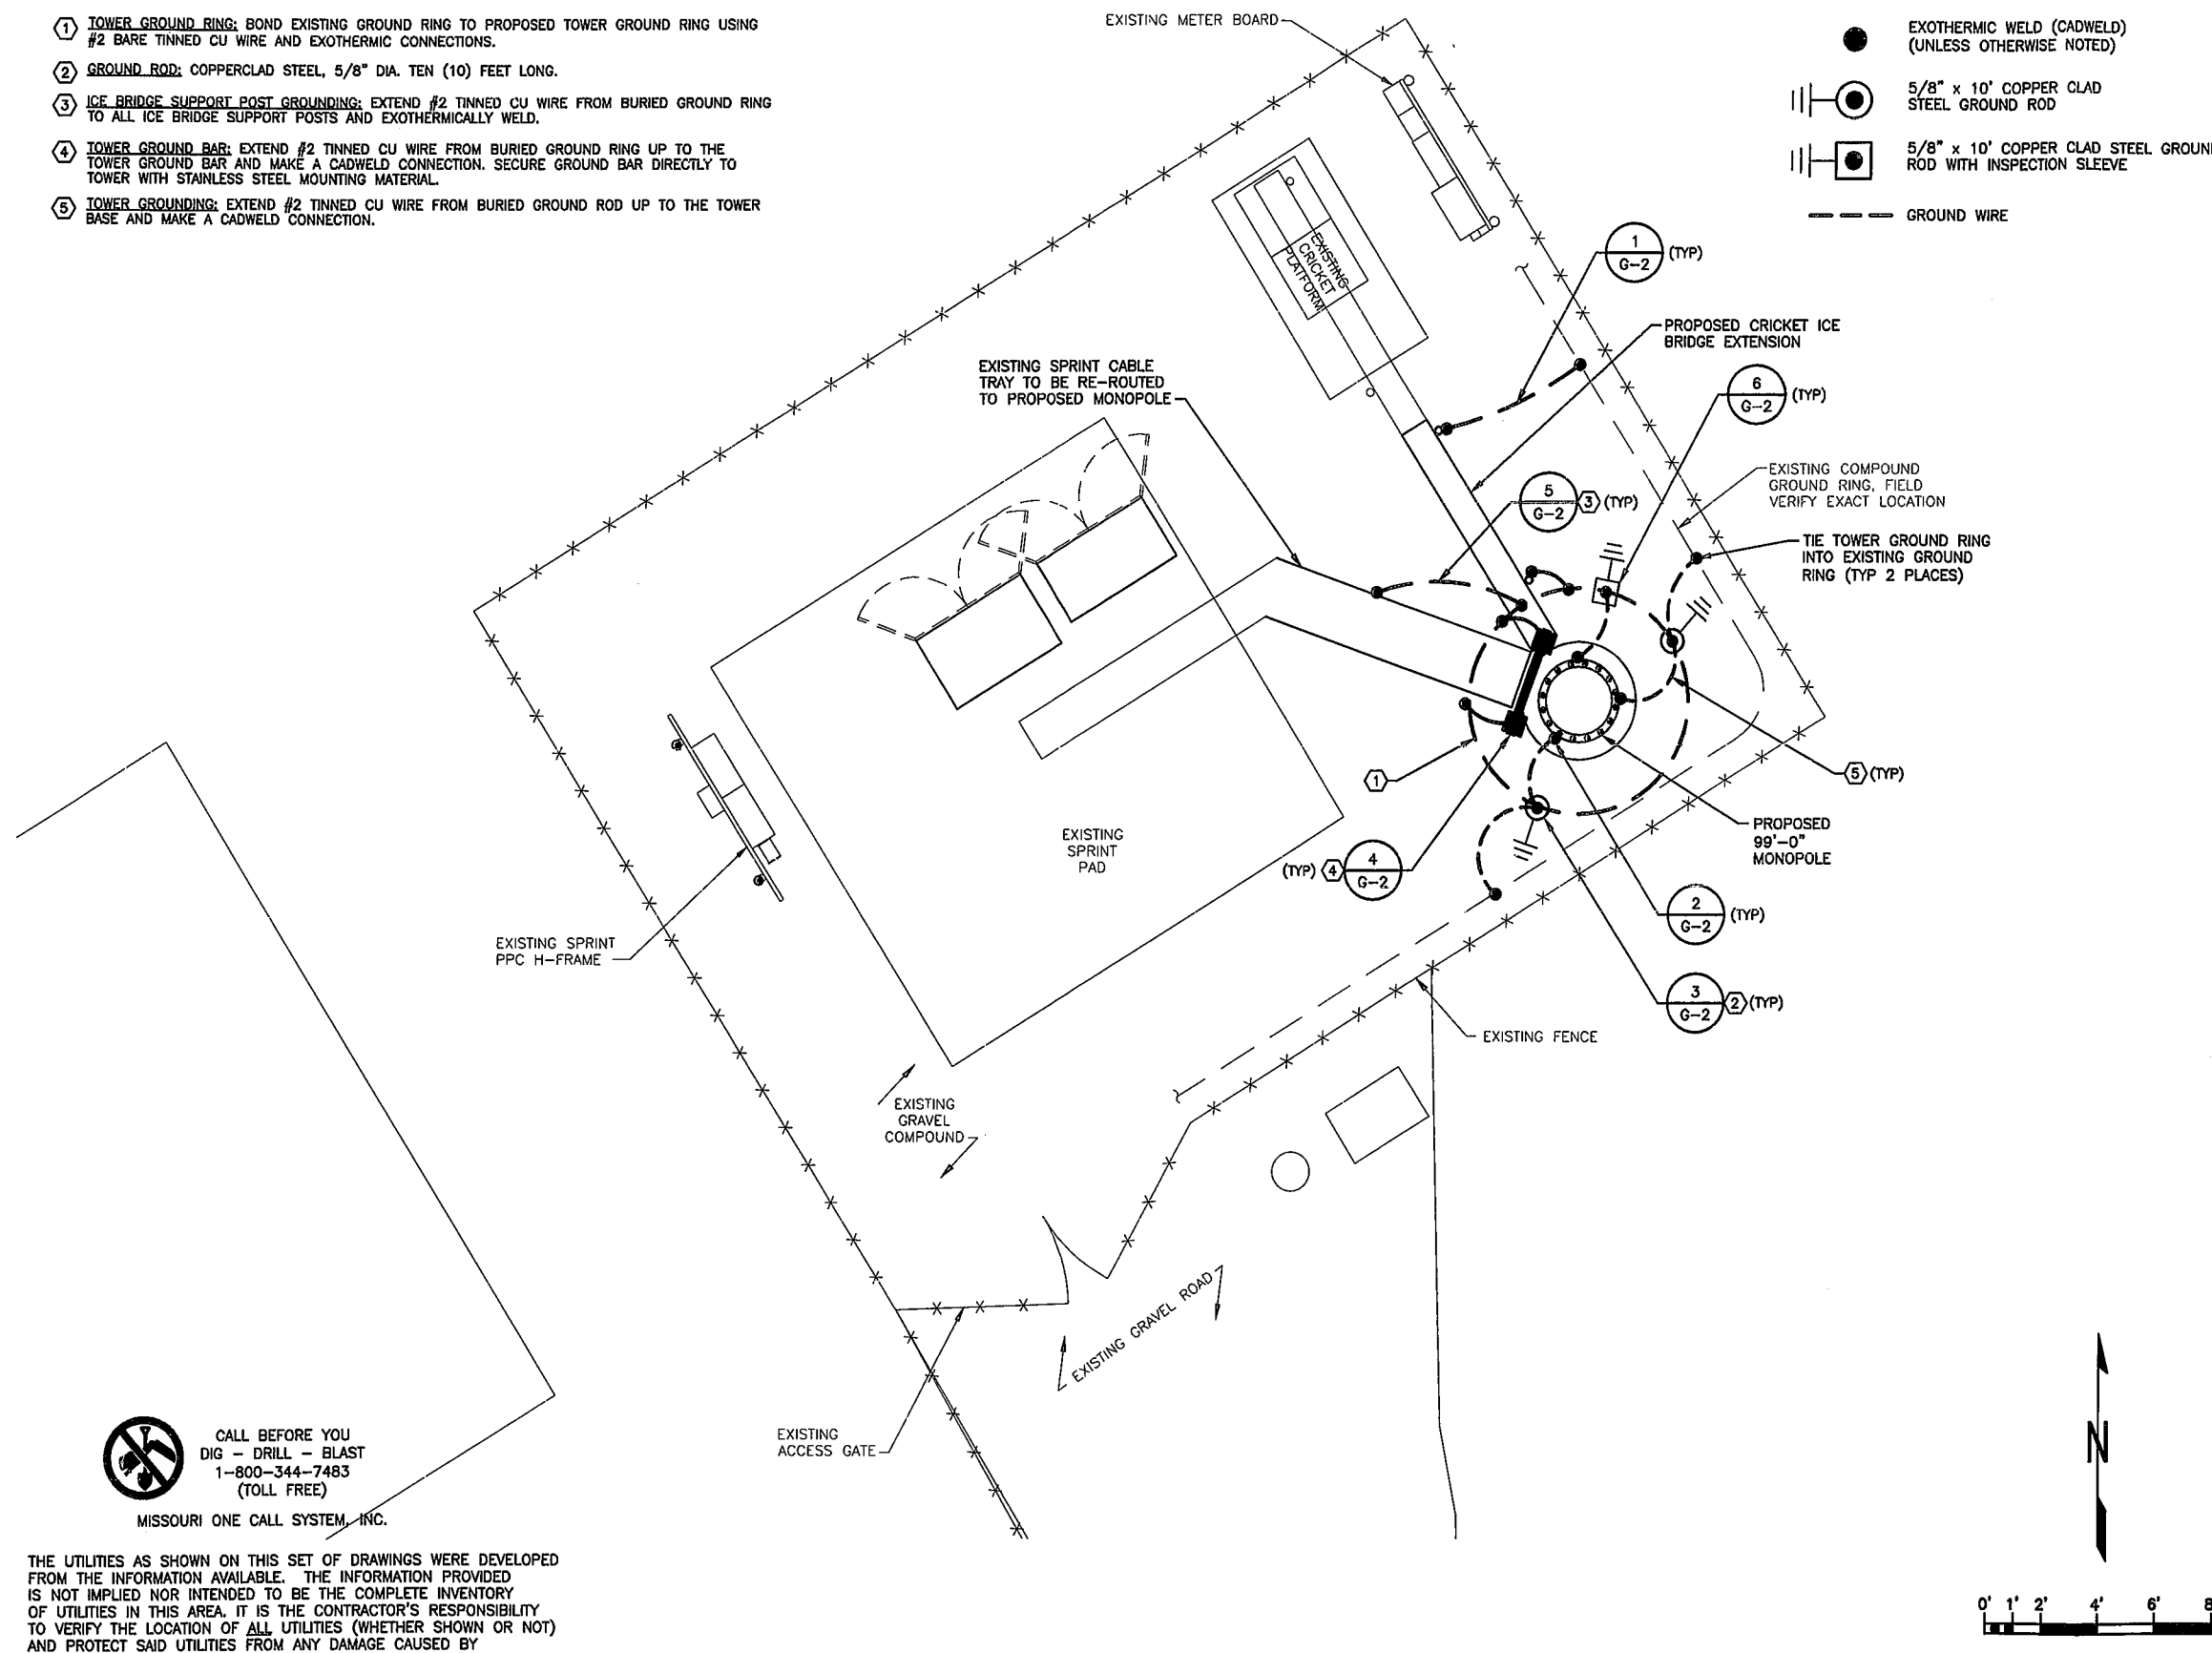 1 TOWER GROUND RING: BOND EXISTING GROUND RING TO PROPOSED TOWER GROUND RING USING
#2 BARE TINNED CU WIRE AND EXOTHERMIC CONNECTIONS.
2 GROUND ROD: COPPERCLAD STEEL, 5/8" DIA. TEN (10) FEET LONG.
3 ICE BRIDGE SUPPORT POST GROUNDING: EXTEND #2 TINNED CU WIRE FROM BURIED GROUND RING
TO ALL ICE BRIDGE SUPPORT POSTS AND EXOTHERMICALLY WELD.
4 TOWER GROUND BAR: EXTEND #2 TINNED CU WIRE FROM BURIED GROUND RING UP TO THE
TOWER GROUND BAR AND MAKE A CADWELD CONNECTION. SECURE GROUND BAR DIRECTLY TO
TOWER WITH STAINLESS STEEL MOUNTING MATERIAL.
5 TOWER GROUNDING: EXTEND #2 TINNED CU WIRE FROM BURIED GROUND ROD UP TO THE TOWER
BASE AND MAKE A CADWELD CONNECTION.
EXISTING METER BOARD
EXOTHERMIC WELD (CADWELD)
(UNLESS OTHERWISE NOTED)
5/8" x 10' COPPER CLAD
STEEL GROUND ROD
5/8" x 10' COPPER CLAD STEEL GROUND
ROD WITH INSPECTION SLEEVE
GROUND WIRE
EXISTING
CRICKET
PLATFORM
1
G-2
(TYP)
PROPOSED CRICKET ICE
BRIDGE EXTENSION
EXISTING SPRINT CABLE
TRAY TO BE RE-ROUTED
TO PROPOSED MONOPOLE
6
G-2
(TYP)
EXISTING COMPOUND
GROUND RING, FIELD
VERIFY EXACT LOCATION
5
G-2
3 (TYP)
TIE TOWER GROUND RING
INTO EXISTING GROUND
RING (TYP 2 PLACES)
1
5 (TYP)
PROPOSED
99'-0"
MONOPOLE
EXISTING
SPRINT
PAD
(TYP) 4
4
G-2
2
G-2
(TYP)
EXISTING SPRINT
PPC H-FRAME
3
G-2
2 (TYP)
EXISTING FENCE
EXISTING
GRAVEL
COMPOUND
EXISTING GRAVEL ROAD
EXISTING
ACCESS GATE
N
CALL BEFORE YOU
DIG - DRILL - BLAST
1-800-344-7483
(TOLL FREE)
MISSOURI ONE CALL SYSTEM, INC.
THE UTILITIES AS SHOWN ON THIS SET OF DRAWINGS WERE DEVELOPED
FROM THE INFORMATION AVAILABLE. THE INFORMATION PROVIDED
IS NOT IMPLIED NOR INTENDED TO BE THE COMPLETE INVENTORY
OF UTILITIES IN THIS AREA. IT IS THE CONTRACTOR'S RESPONSIBILITY
TO VERIFY THE LOCATION OF ALL UTILITIES (WHETHER SHOWN OR NOT)
AND PROTECT SAID UTILITIES FROM ANY DAMAGE CAUSED BY
0' 1' 2' 4' 6' 8